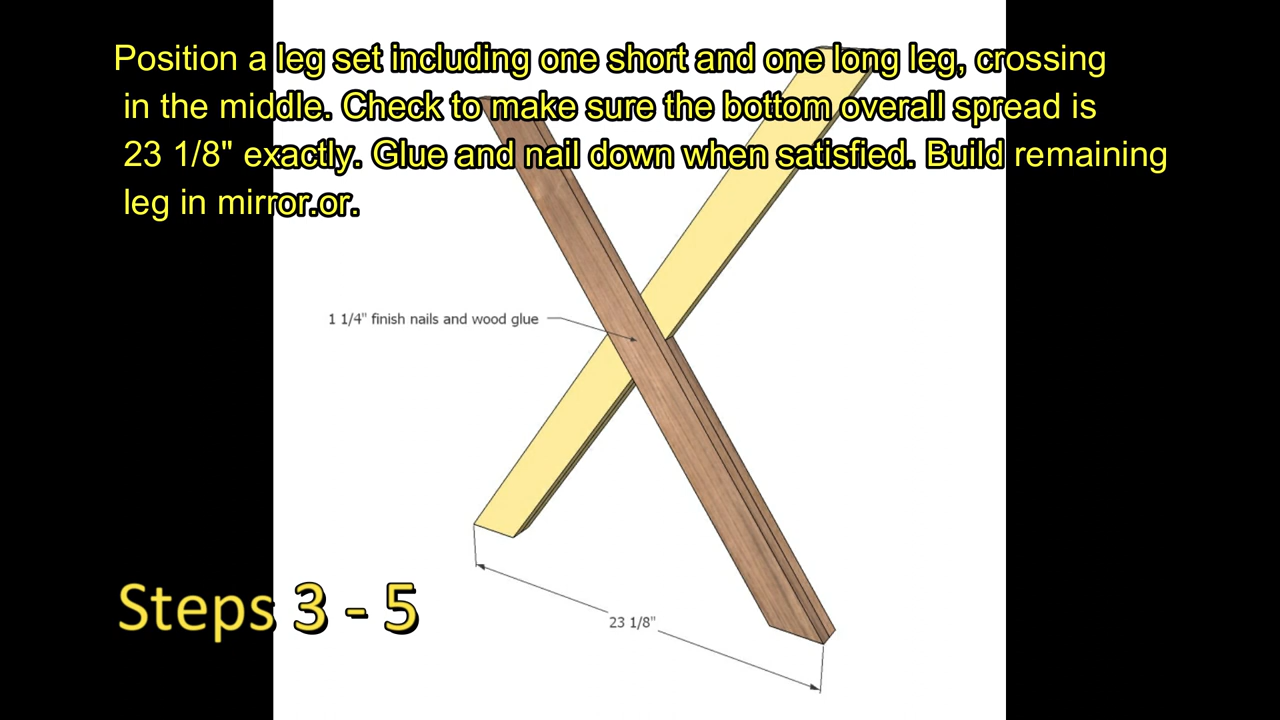 Position a leg set including one short and one long leg, crossing
in the middle. Check to make sure the bottom overall spread is
23 1/8" exactly. Glue and nail down when satisfied. Build remaining
leg in mirror.or.
1 1/4" finish nails and wood glue
Steps 3 - 5
23 1/8"